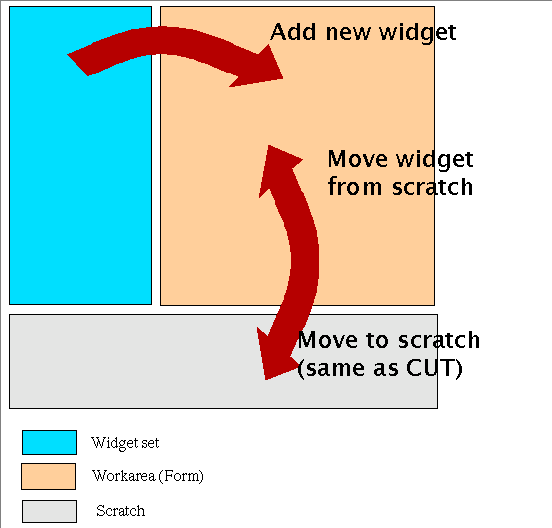 Add new widget
Move widget
from scratch
Move to scratch
(same as CUT)
Widget set
Workarea (Form)
Scratch